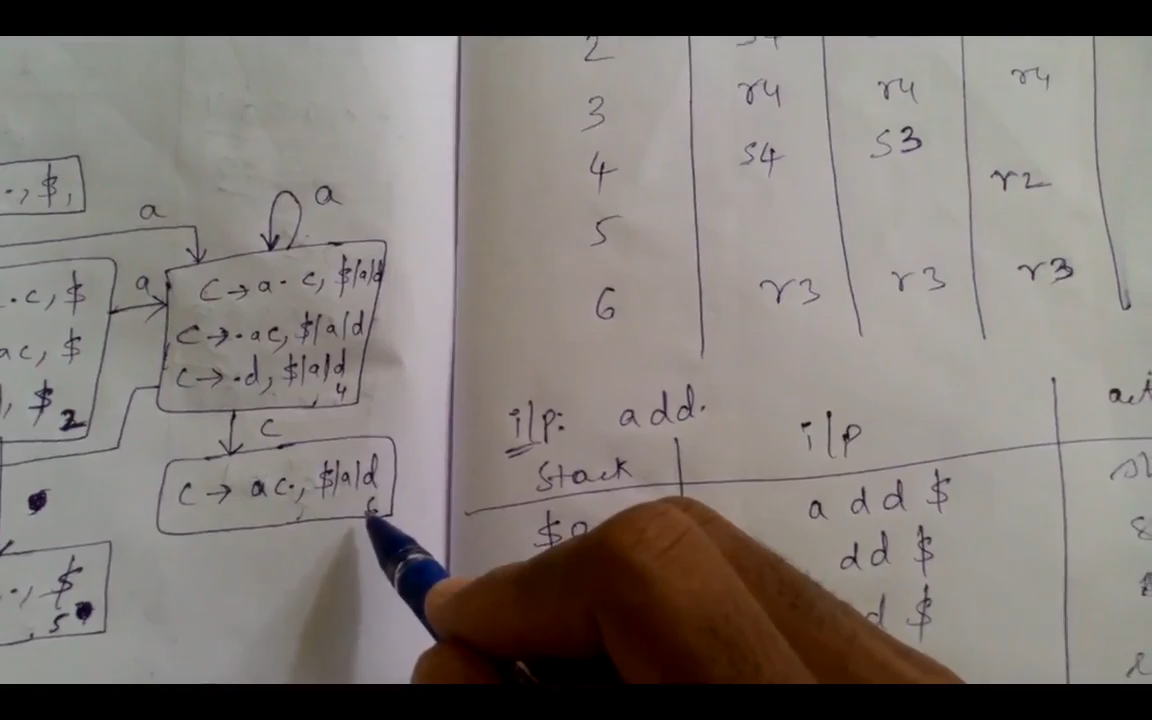 ., $,
a
a
a
. c, $
ac, $
, $
2
C → a. c, $|a|d
C → .ac, $|a|d
C → .d, $|a|d
4
c
C → ac., $|a|d
6
., $
5
2
3 r4 r4 r4
4 s4 s3
5 r2
6 r3 r3 r3
i/p: add.
Stack i/p
a d d $
dd $
d $